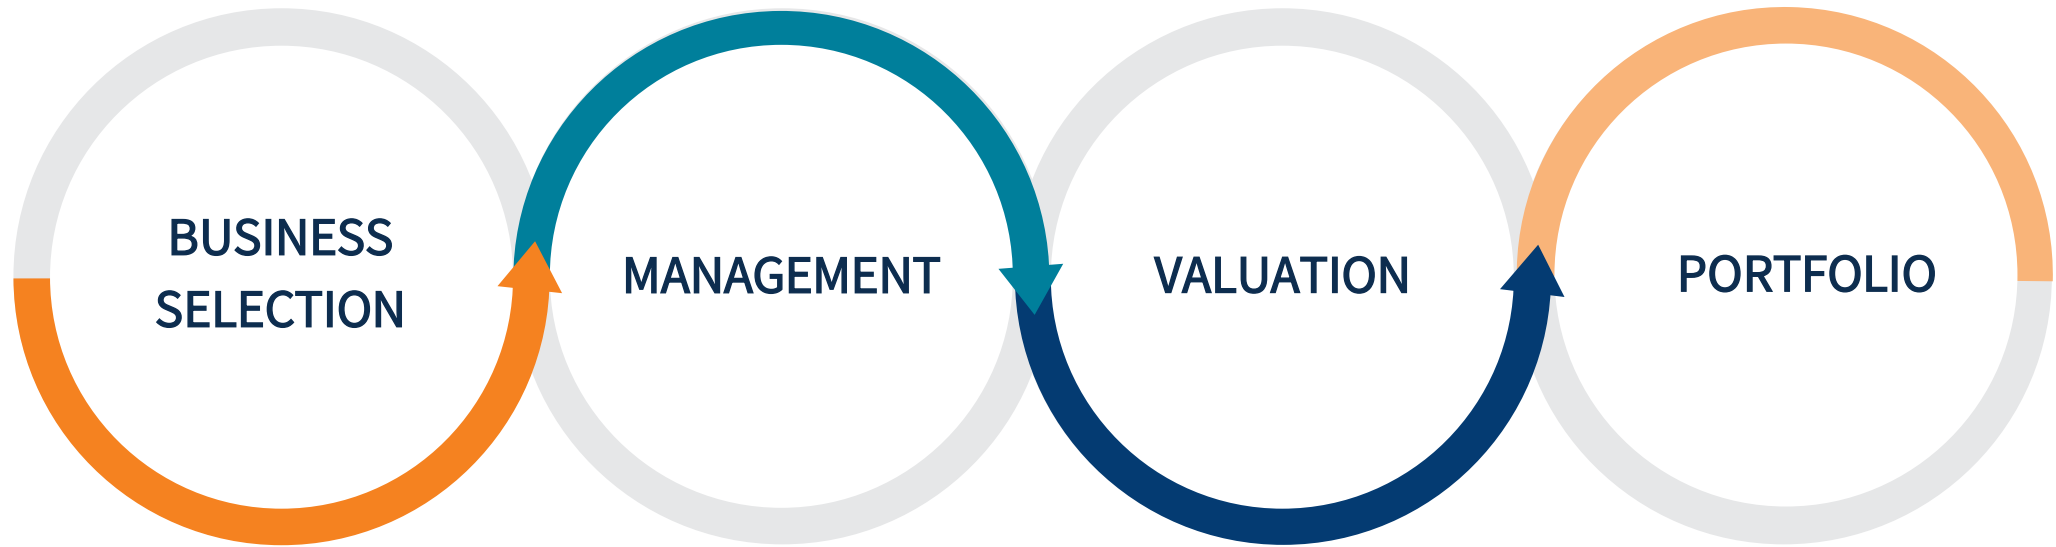 BUSINESS
SELECTION
MANAGEMENT
VALUATION
PORTFOLIO